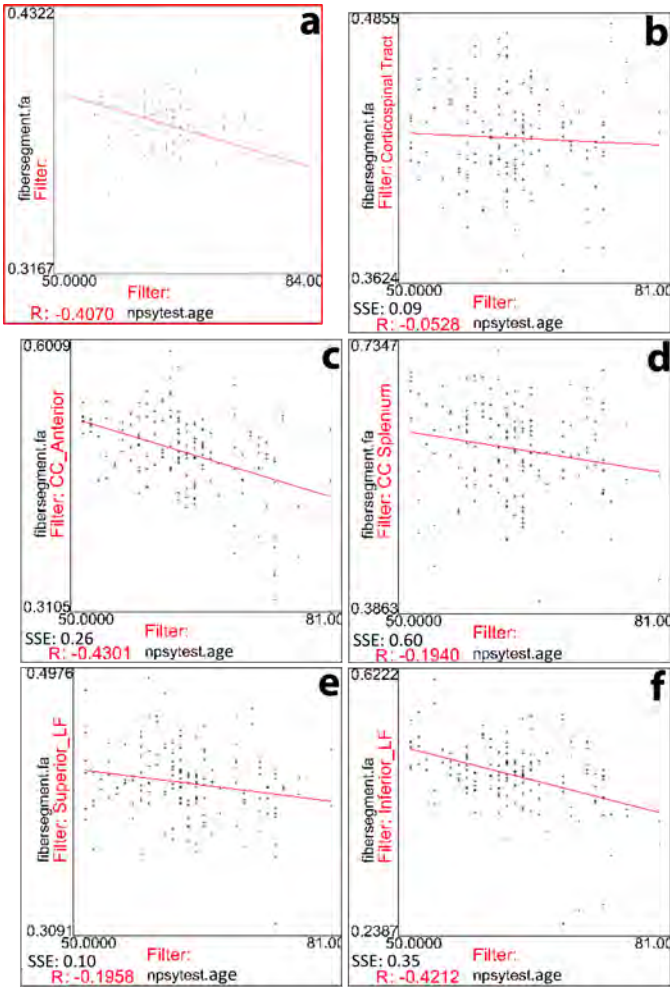 0.4322
a
fibersegment.fa
Filter:
0.3167
50.0000
84.00
Filter:
R: -0.4070
npsytest.age
0.4855
b
fibersegment.fa
Filter: Corticospinal Tract
0.3624
50.0000
81.00
SSE: 0.09
Filter:
R: -0.0528
npsytest.age
0.6009
c
fibersegment.fa
Filter: CC_Anterior
0.3105
50.0000
81.00
SSE: 0.26
Filter:
R: -0.4301
npsytest.age
0.7347
d
fibersegment.fa
Filter: CC Splenium
0.3863
50.0000
81.00
SSE: 0.60
Filter:
R: -0.1940
npsytest.age
0.4976
e
fibersegment.fa
Filter: Superior_LF
0.3091
50.0000
81.00
SSE: 0.10
Filter:
R: -0.1958
npsytest.age
0.6222
f
fibersegment.fa
Filter: Inferior_LF
0.2387
50.0000
81.00
SSE: 0.35
Filter:
R: -0.4212
npsytest.age